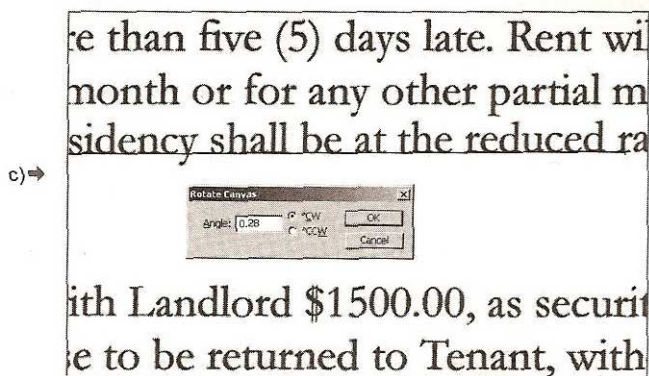 re than five (5) days late. Rent wil
month or for any other partial m
sidency shall be at the reduced ra
c)
Rotate Canvas
Angle: 0.28 °CW OK
°CCW Cancel
ith Landlord $1500.00, as securit
e to be returned to Tenant, with